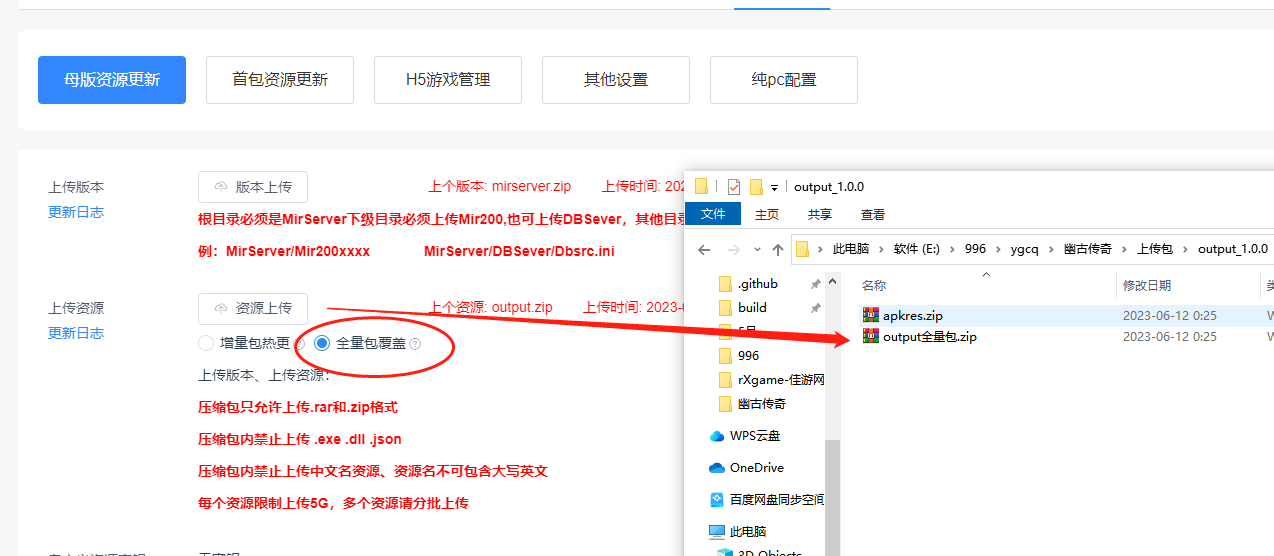 母版资源更新
首包资源更新
H5游戏管理
其他设置
纯pc配置
上传版本
版本上传
上个版本: mirserver.zip
上传时间: 202
更新日志
根目录必须是MirServer下级目录必须上传Mir200,也可上传DBSever，其他目录
例：MirServer/Mir200xxxx
MirServer/DBSever/Dbsrc.ini
上传资源
资源上传
上个资源: output.zip
上传时间: 2023-
更新日志
增量包热更
全量包覆盖
上传版本、上传资源：
压缩包只允许上传.rar和.zip格式
压缩包内禁止上传 .exe .dll .json
压缩包内禁止上传中文名资源、资源名不可包含大写英文
每个资源限制上传5G，多个资源请分批上传
output_1.0.0
文件
主页
共享
查看
此电脑 › 软件 (E:) › 996 › ygcq › 幽古传奇 › 上传包 › output_1.0.0
.github
build
5月
996
rXgame-佳游网
幽古传奇
WPS云盘
OneDrive
百度网盘同步空间
此电脑
3D Objects
名称
修改日期
apkres.zip
2023-06-12 0:25
output全量包.zip
2023-06-12 0:25